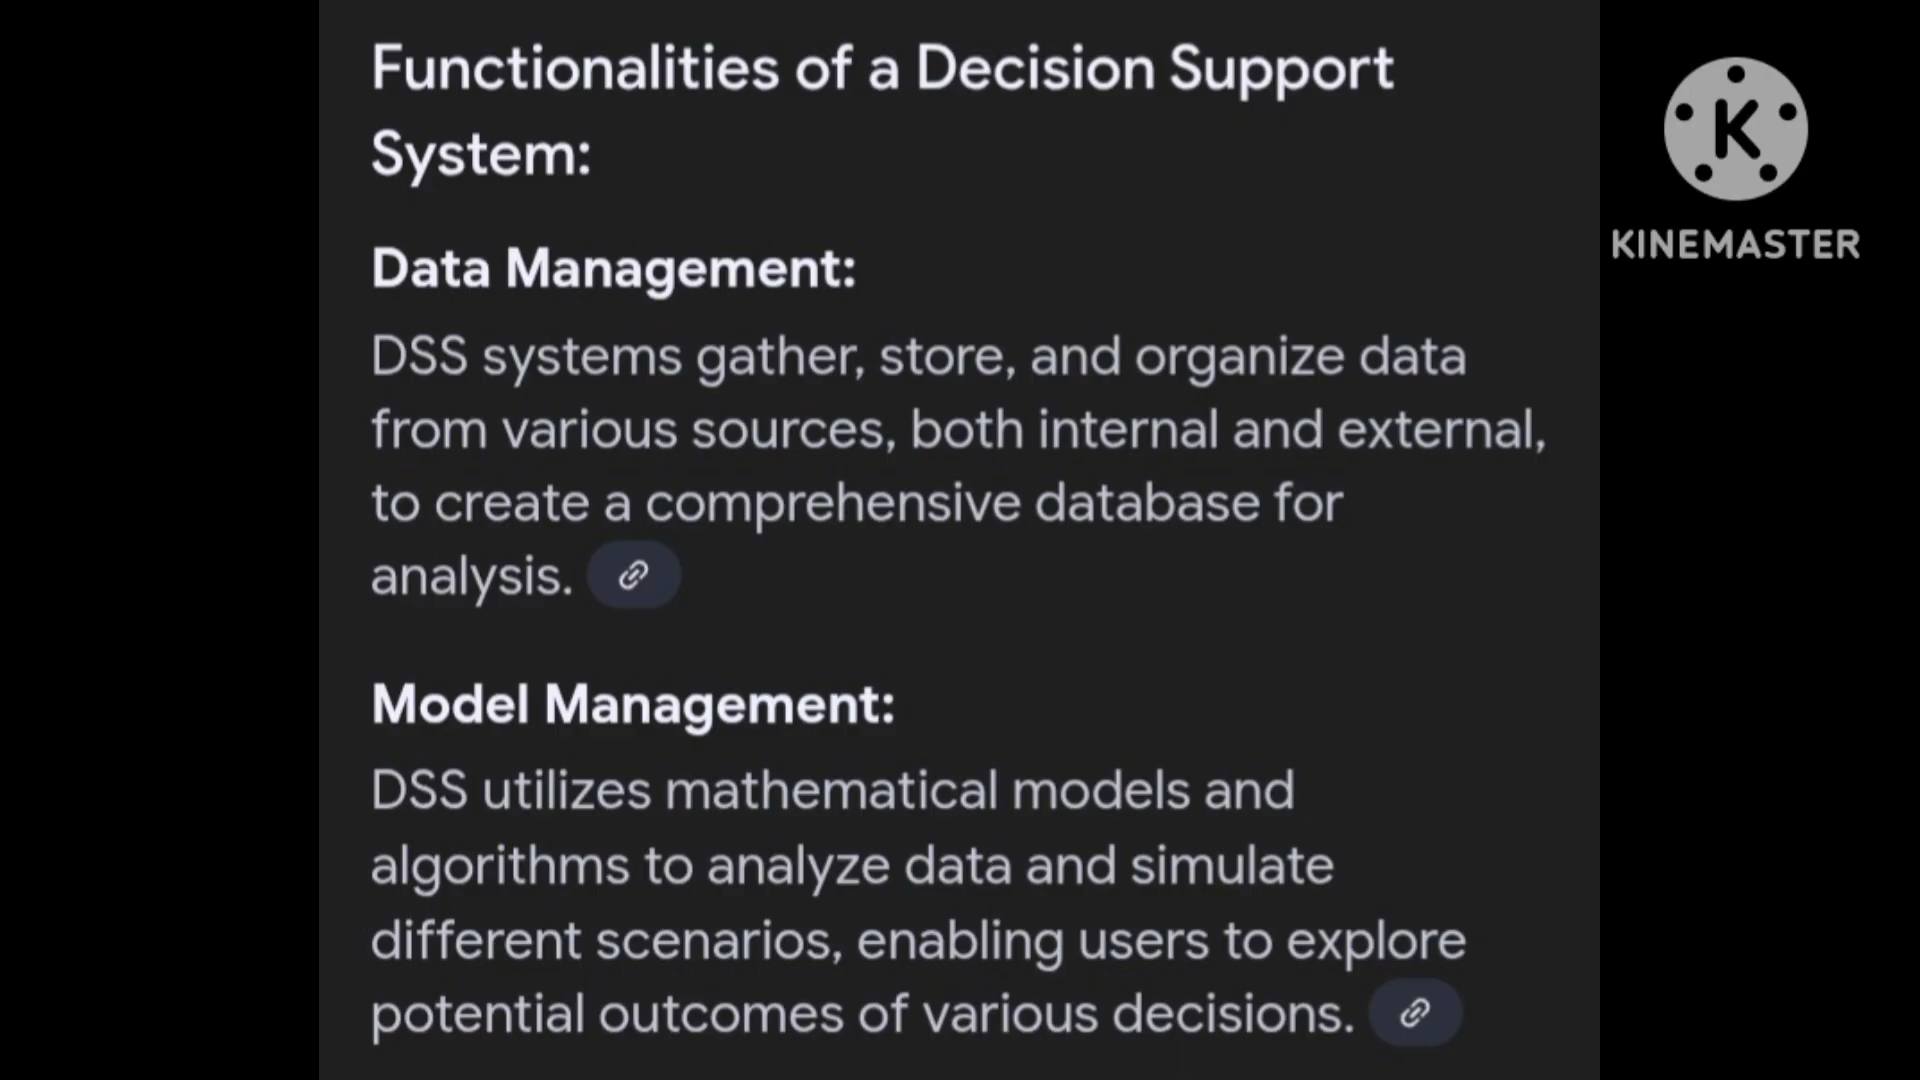 Functionalities of a Decision Support
System:
Data Management:
DSS systems gather, store, and organize data
from various sources, both internal and external,
to create a comprehensive database for
analysis.
Model Management:
DSS utilizes mathematical models and
algorithms to analyze data and simulate
different scenarios, enabling users to explore
potential outcomes of various decisions.
K
KINEMASTER